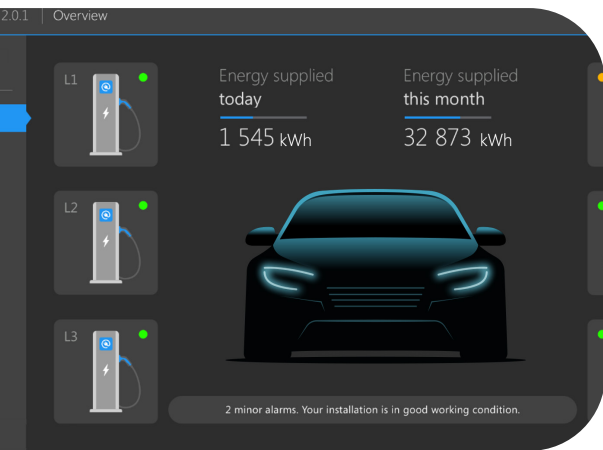 2.0.1 Overview
L1
Energy supplied
today
1 545 kWh
Energy supplied
this month
32 873 kWh
L2
L3
2 minor alarms. Your installation is in good working condition.